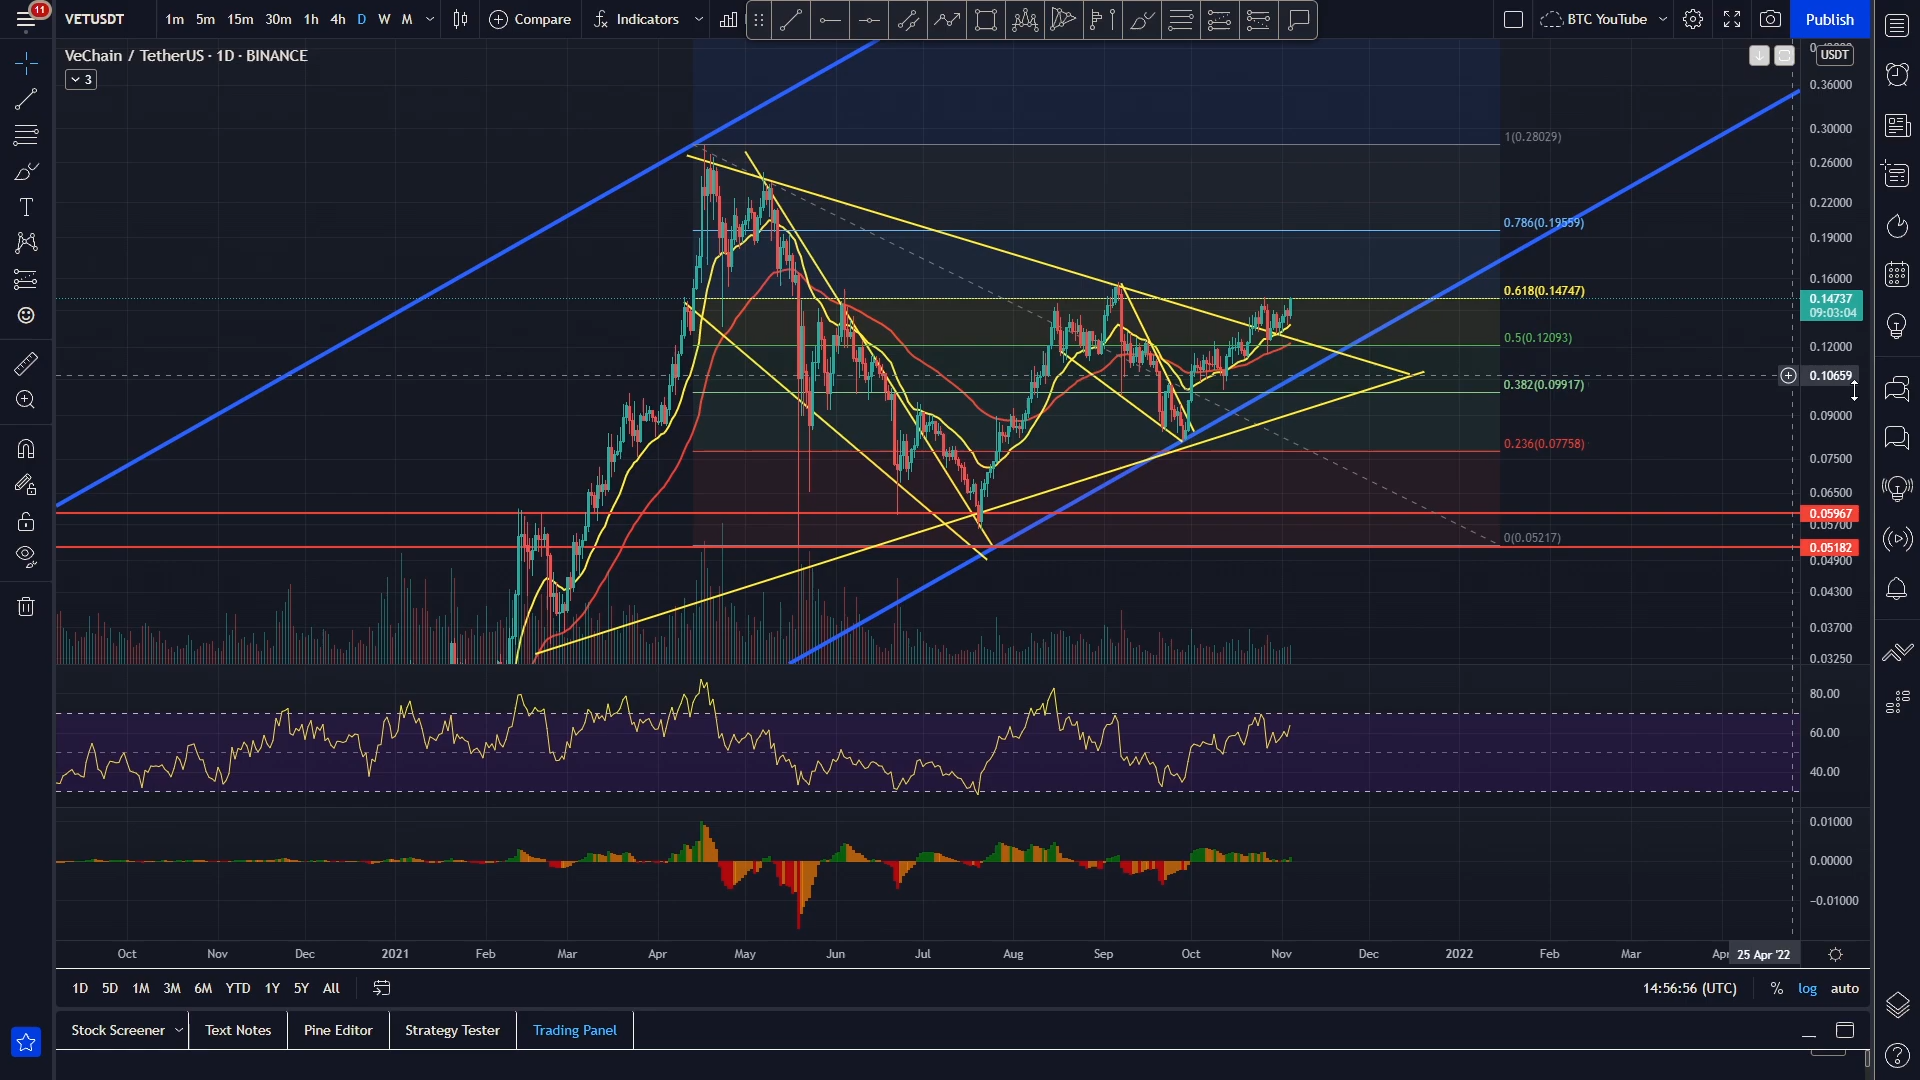 11
VETUSDT
1m 5m 15m 30m 1h 4h D W M
Compare
Indicators
BTC YouTube
Publish
VeChain / TetherUS · 1D · BINANCE
3
USDT
0.36000
0.30000
1(0.28029)
0.26000
0.22000
0.786(0.19559)
0.19000
0.16000
0.618(0.14747)
0.14737
09:03:04
0.5(0.12093)
0.12000
0.10659
0.382(0.09917)
0.09000
0.236(0.07758)
0.07500
0.06500
0.05967
0.05700
0(0.05217)
0.05182
0.04900
0.04300
0.03700
0.03250
80.00
60.00
40.00
0.01000
0.00000
−0.01000
Oct Nov Dec 2021 Feb Mar Apr May Jun Jul Aug Sep Oct Nov Dec 2022 Feb Mar Apr 25 Apr '22
1D 5D 1M 3M 6M YTD 1Y 5Y All
14:56:56 (UTC) % log auto
Stock Screener Text Notes Pine Editor Strategy Tester Trading Panel